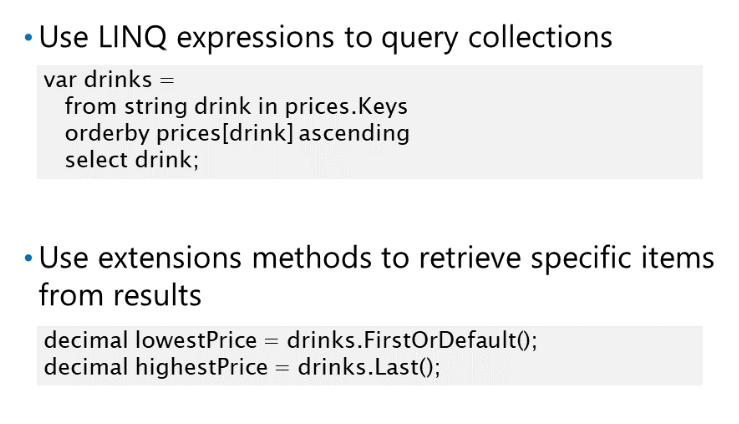 • Use LINQ expressions to query collections
var drinks =
from string drink in prices.Keys
orderby prices[drink] ascending
select drink;
• Use extensions methods to retrieve specific items
from results
decimal lowestPrice = drinks.FirstOrDefault();
decimal highestPrice = drinks.Last();